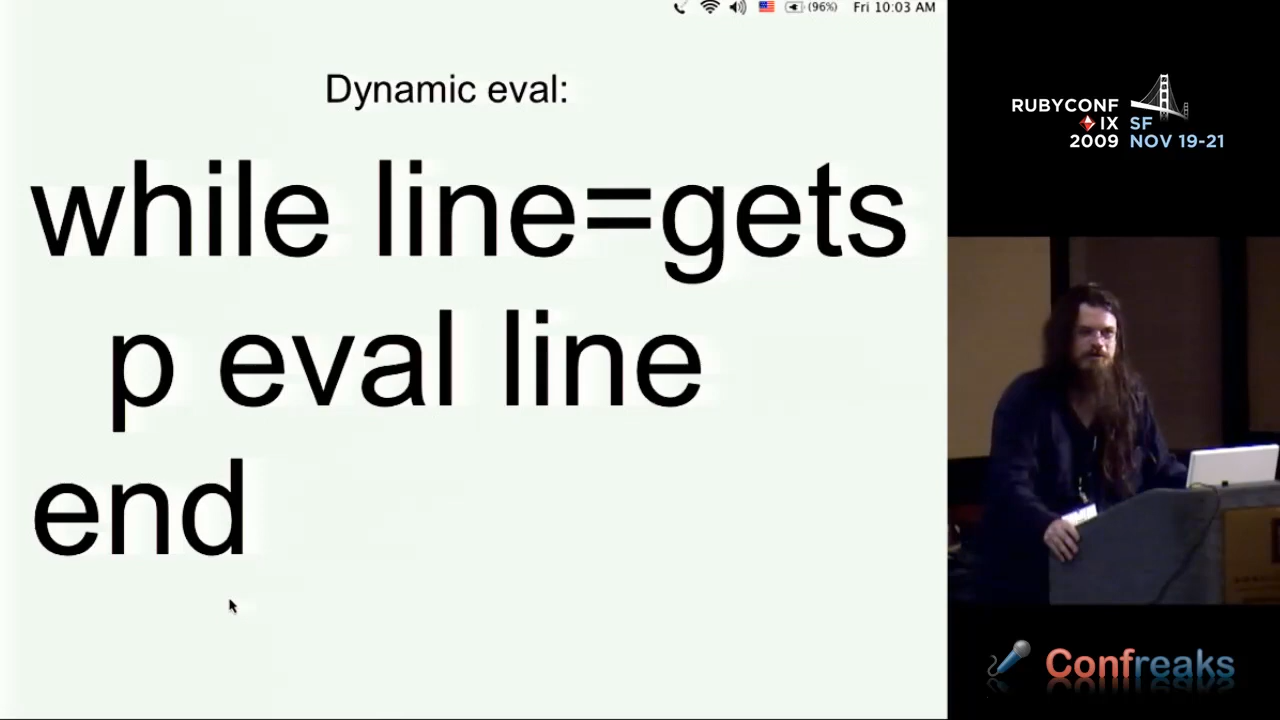 (96%) Fri 10:03 AM
Dynamic eval:
while line=gets
p eval line
end
RUBYCONF
IX SF
2009 NOV 19-21
Confreaks